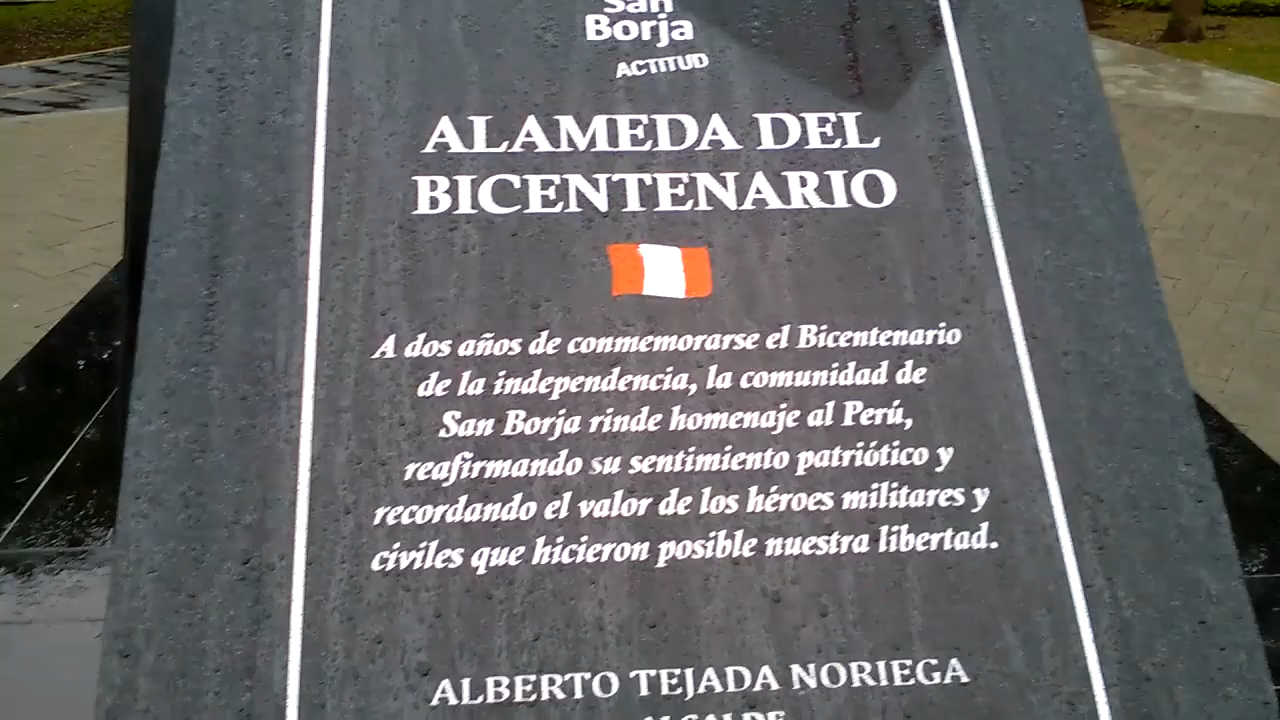 San
Borja
ACTITUD
ALAMEDA DEL
BICENTENARIO
A dos años de conmemorarse el Bicentenario
de la independencia, la comunidad de
San Borja rinde homenaje al Perú,
reafirmando su sentimiento patriótico y
recordando el valor de los héroes militares y
civiles que hicieron posible nuestra libertad.
ALBERTO TEJADA NORIEGA
ALCALDE